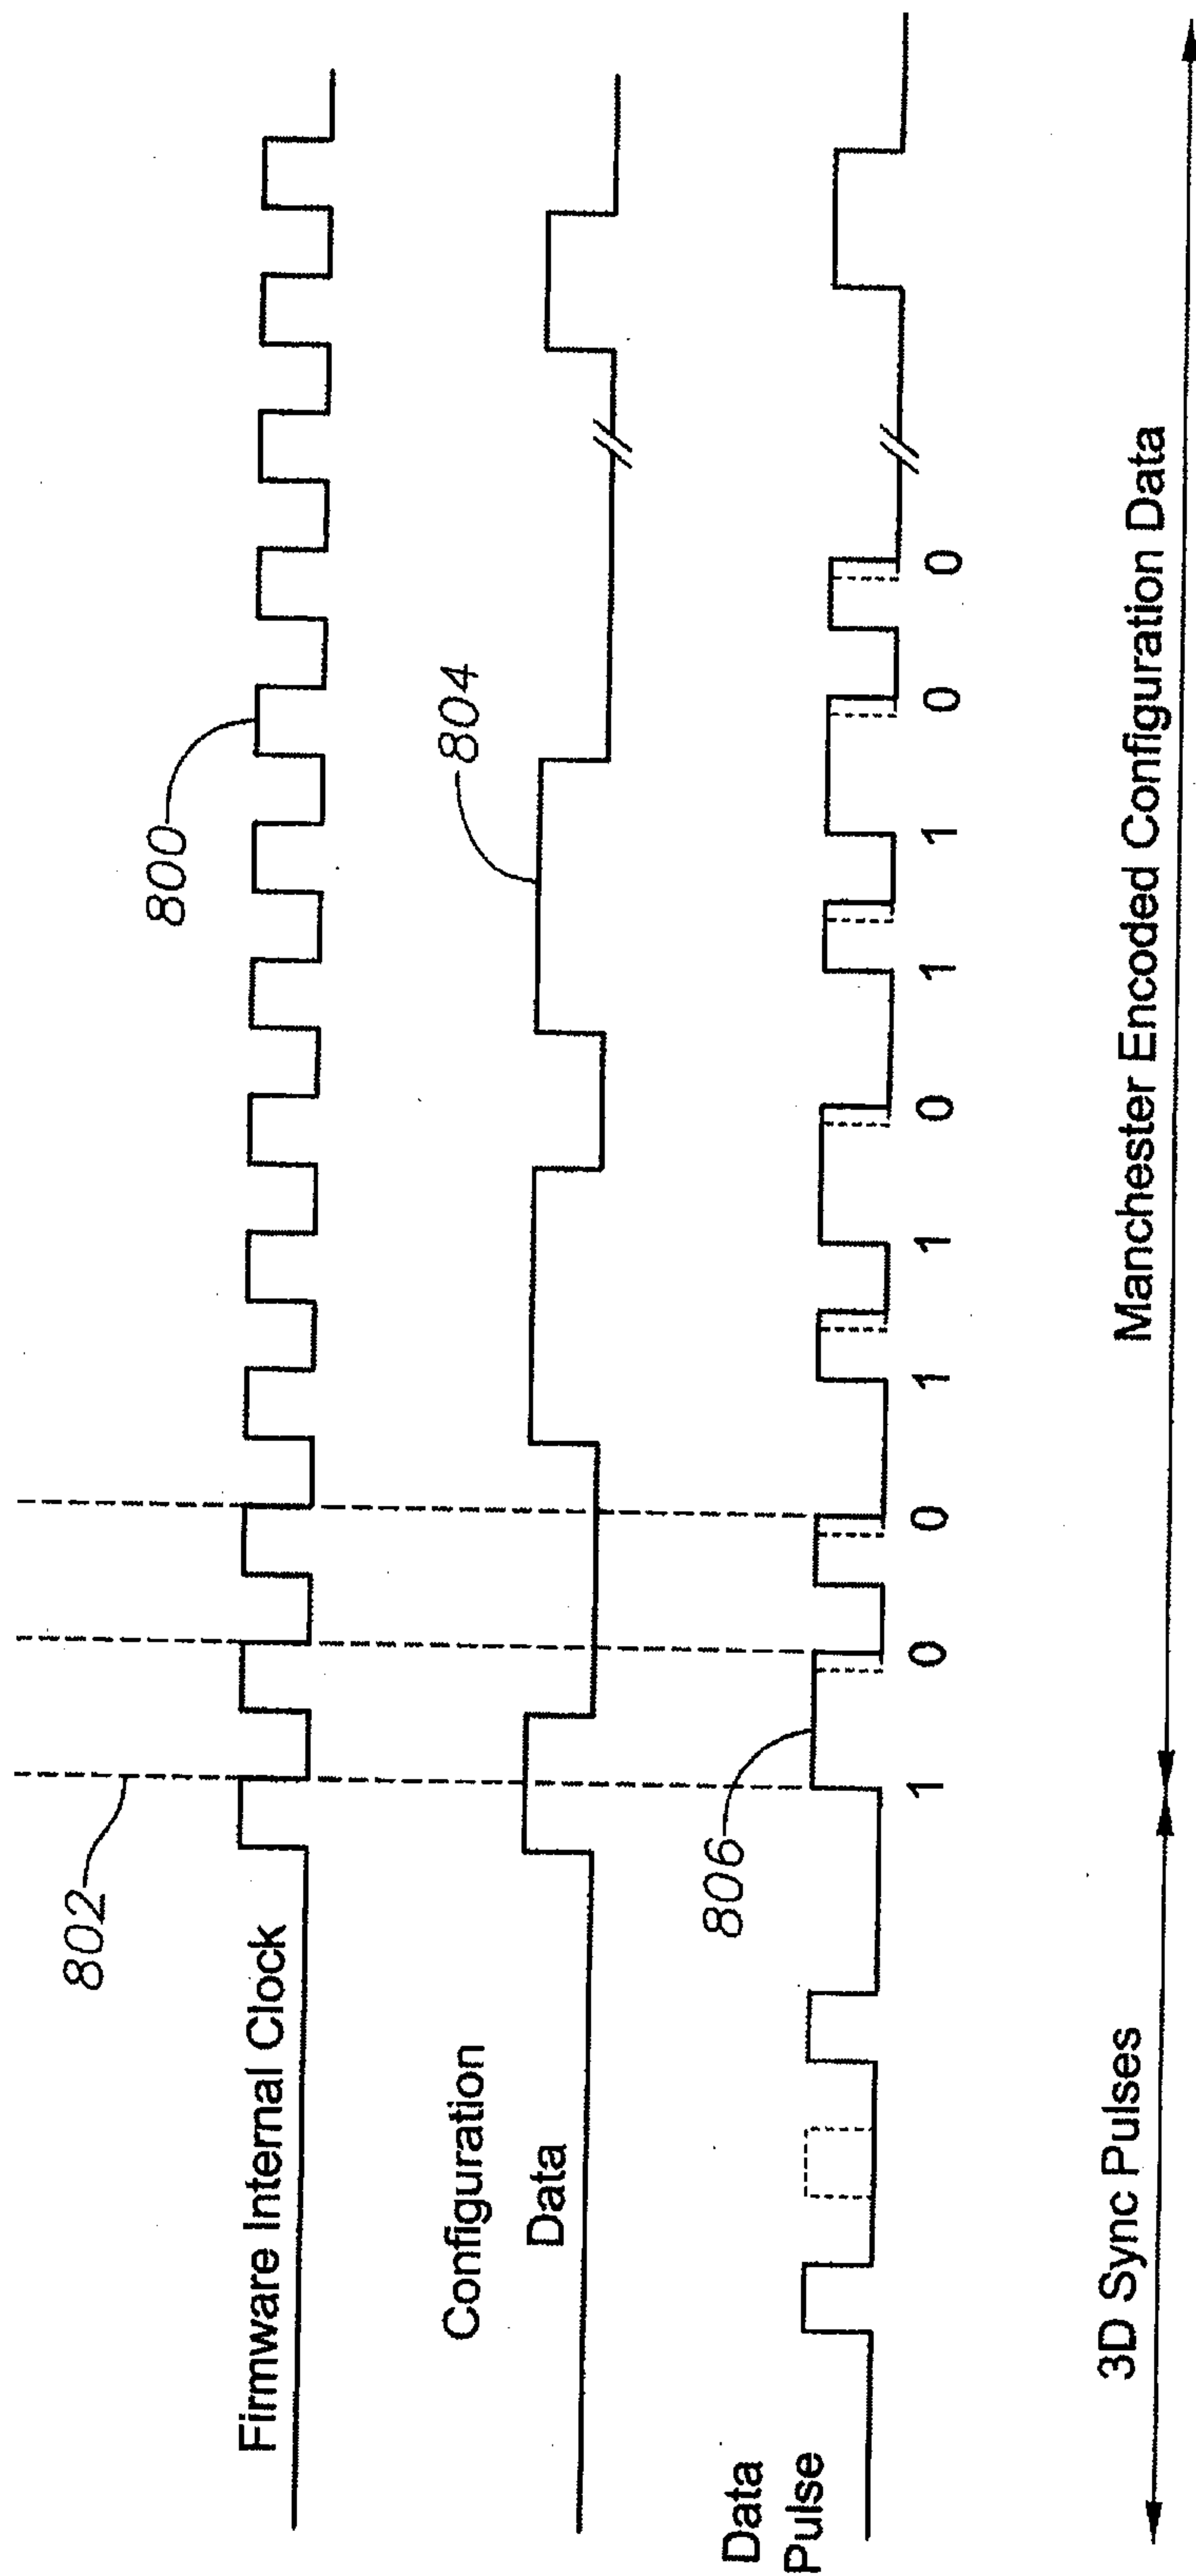 802
800
Firmware Internal Clock
804
Configuration
Data
806
Data
Pulse
1 0 0 1 1 0 1 1 0 0
3D Sync Pulses
Manchester Encoded Configuration Data